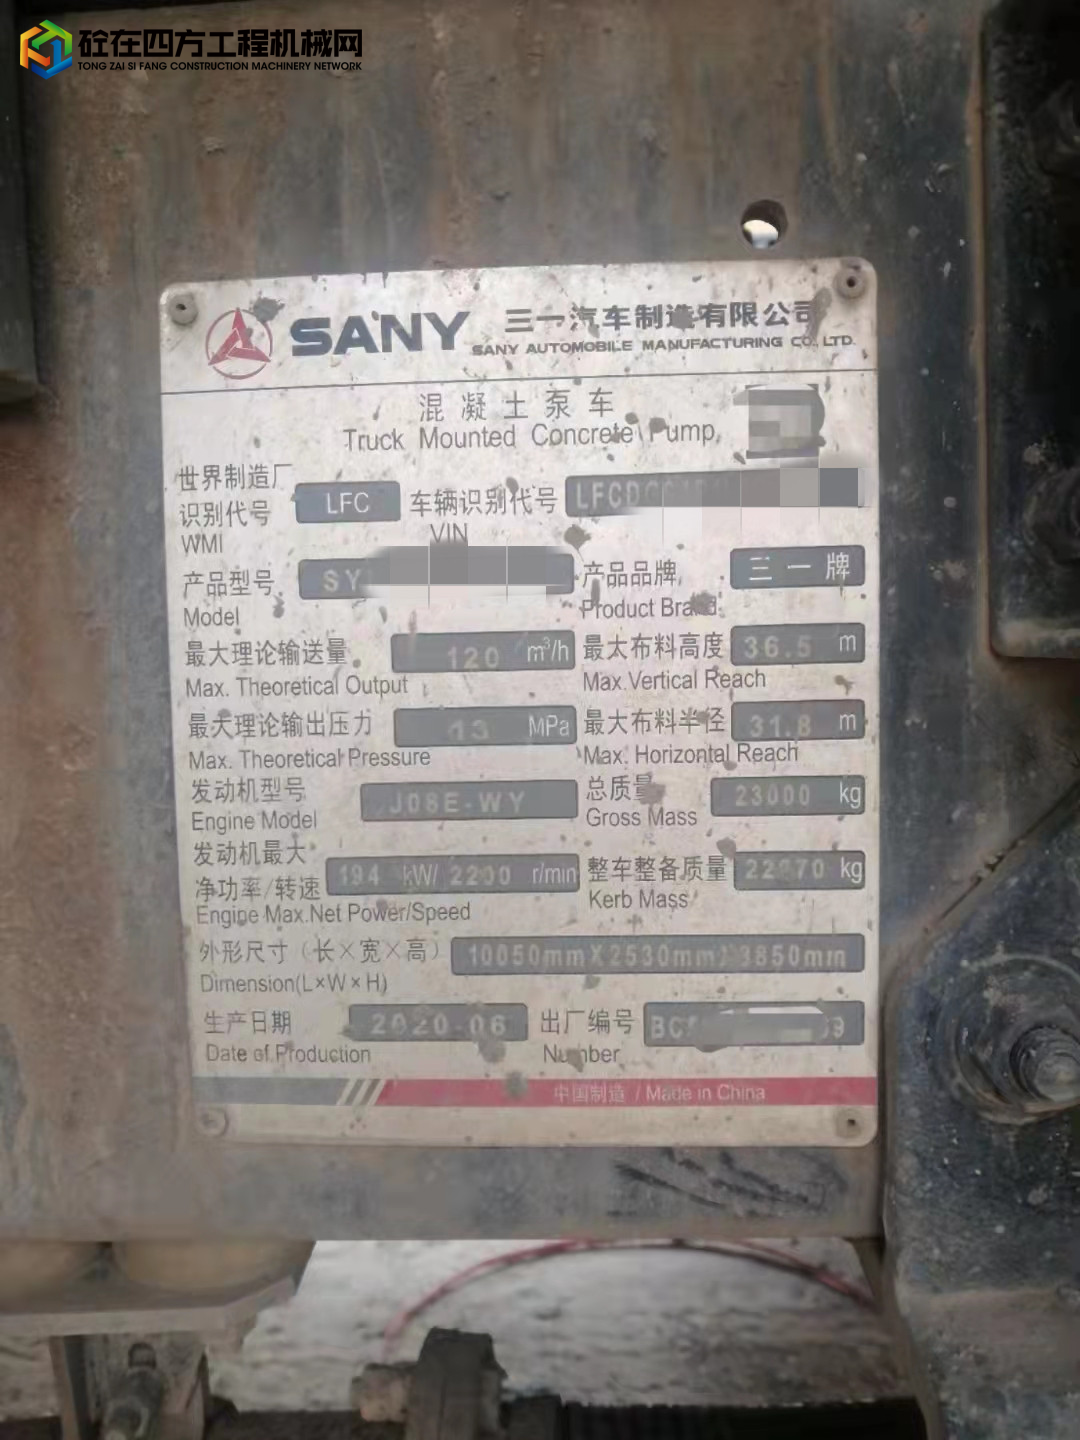 砼在四方工程机械网
TONG ZAI SI FANG CONSTRUCTION MACHINERY NETWORK
SANY 三一汽车制造有限公司
SANY AUTOMOBILE MANUFACTURING CO., LTD.
混凝土泵车
Truck Mounted Concrete Pump
世界制造厂
识别代号 LFC 车辆识别代号
WMI VIN
产品型号 SY 产品品牌 三一牌
Model Product Brand
最大理论输送量 120 m³/h 最大布料高度 36.5 m
Max. Theoretical Output Max.Vertical Reach
最大理论输出压力 13 MPa 最大布料半径 31.8 m
Max. Theoretical Pressure Max. Horizontal Reach
发动机型号 J08E-WY 总质量 23000 kg
Engine Model Gross Mass
发动机最大
净功率/转速 194 kW/ 2200 r/min 整车整备质量 kg
Engine Max.Net Power/Speed Kerb Mass
外形尺寸（长×宽×高） 10050mmX2530mmX3850mm
Dimension(L×W×H)
生产日期 2020-06 出厂编号
Date of Production Number
中国制造 / Made in China